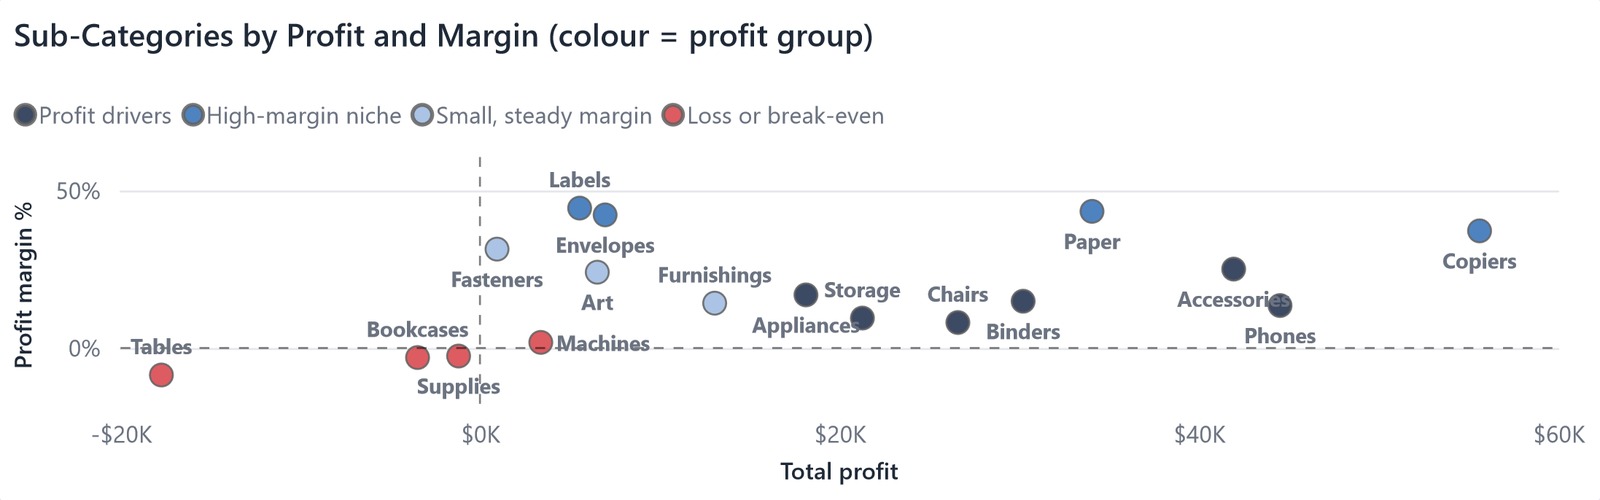 Sub-Categories by Profit and Margin (colour = profit group)
Profit drivers High-margin niche Small, steady margin Loss or break-even
Profit margin %
50%
0%
Labels
Envelopes
Fasteners
Art
Furnishings
Storage
Appliances
Chairs
Binders
Paper
Accessories
Phones
Copiers
Bookcases
Tables
Machines
Supplies
-$20K $0K $20K $40K $60K
Total profit